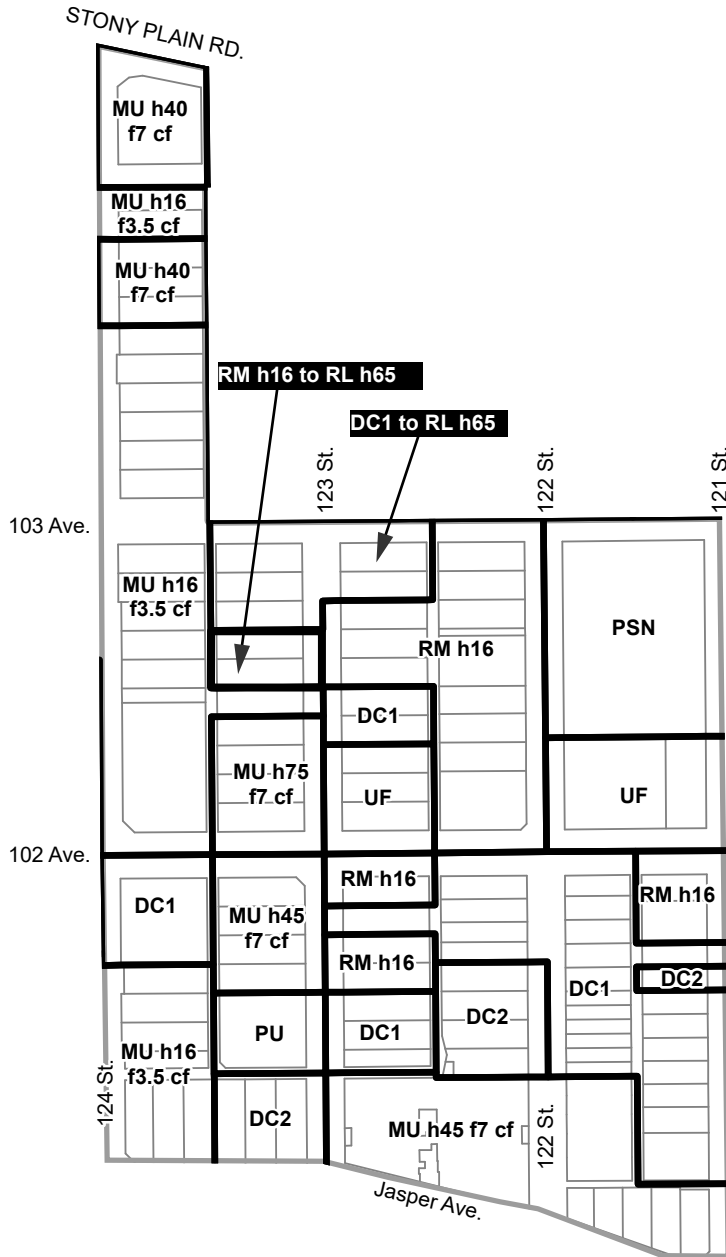 STONY PLAIN RD.
MU h40
f7 cf
MU h16
f3.5 cf
MU h40
f7 cf
RM h16 to RL h65
DC1 to RL h65
123 St.
122 St.
121 St.
103 Ave.
MU h16
f3.5 cf
PSN
RM h16
DC1
MU h75
f7 cf
UF
UF
102 Ave.
RM h16
RM h16
DC1
MU h45
f7 cf
RM h16
DC2
DC1
DC2
PU
DC1
MU h16
f3.5 cf
124 St.
DC2
MU h45 f7 cf
122 St.
Jasper Ave.